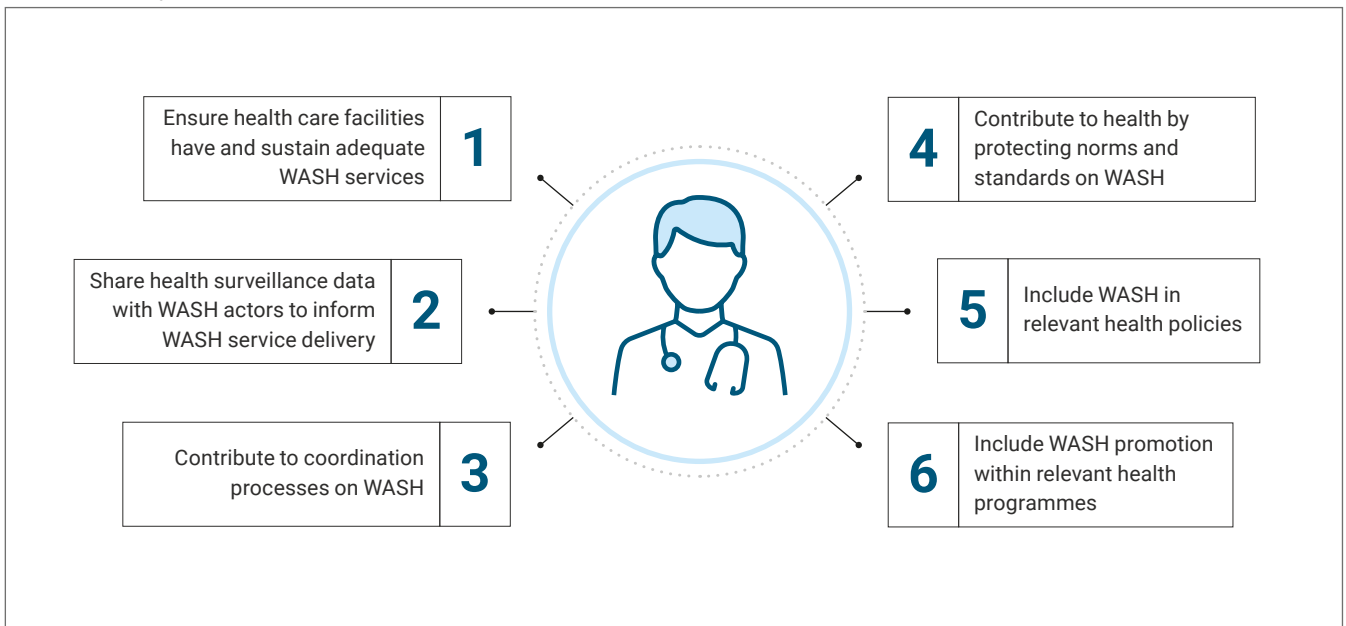 Ensure health care facilities
have and sustain adequate
WASH services
1
Share health surveillance data
with WASH actors to inform
WASH service delivery
2
Contribute to coordination
processes on WASH
3
4
Contribute to health by
protecting norms and
standards on WASH
5
Include WASH in
relevant health policies
6
Include WASH promotion
within relevant health
programmes